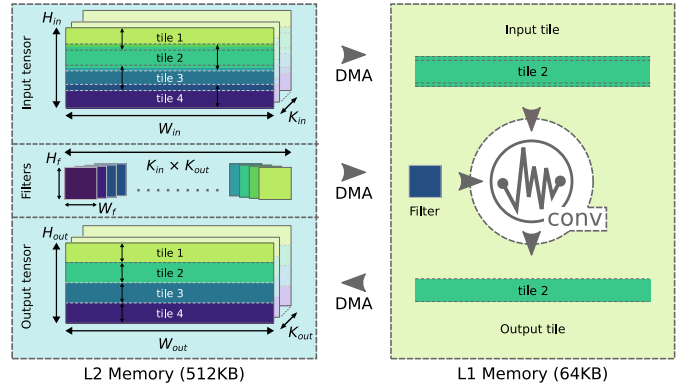 H_in
Input tensor
tile 1
tile 2
tile 3
tile 4
K_in
W_in
DMA
Input tile
tile 2
H_f
Filters
K_in × K_out
W_f
DMA
Filter
conv
H_out
Output tensor
tile 1
tile 2
tile 3
tile 4
K_out
W_out
DMA
tile 2
Output tile
L2 Memory (512KB)
L1 Memory (64KB)